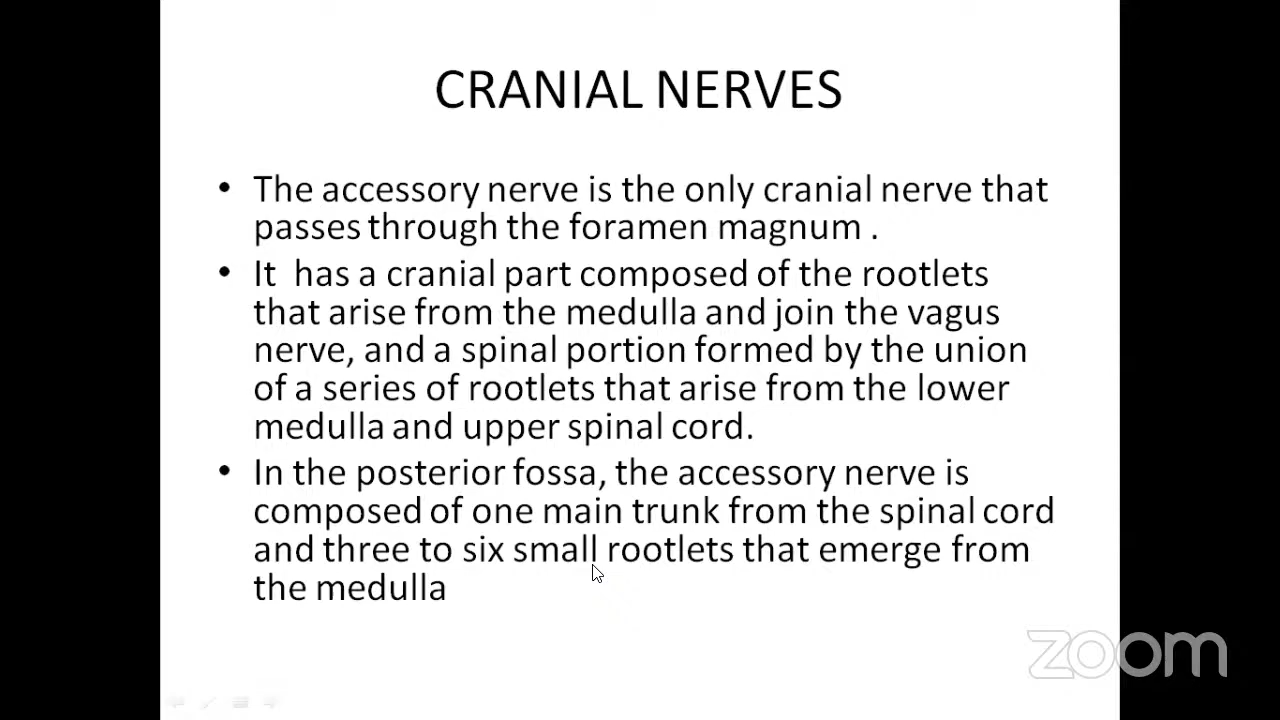 CRANIAL NERVES
• The accessory nerve is the only cranial nerve that
passes through the foramen magnum .
• It  has a cranial part composed of the rootlets
that arise from the medulla and join the vagus
nerve, and a spinal portion formed by the union
of a series of rootlets that arise from the lower
medulla and upper spinal cord.
• In the posterior fossa, the accessory nerve is
composed of one main trunk from the spinal cord
and three to six small rootlets that emerge from
the medulla
zoom